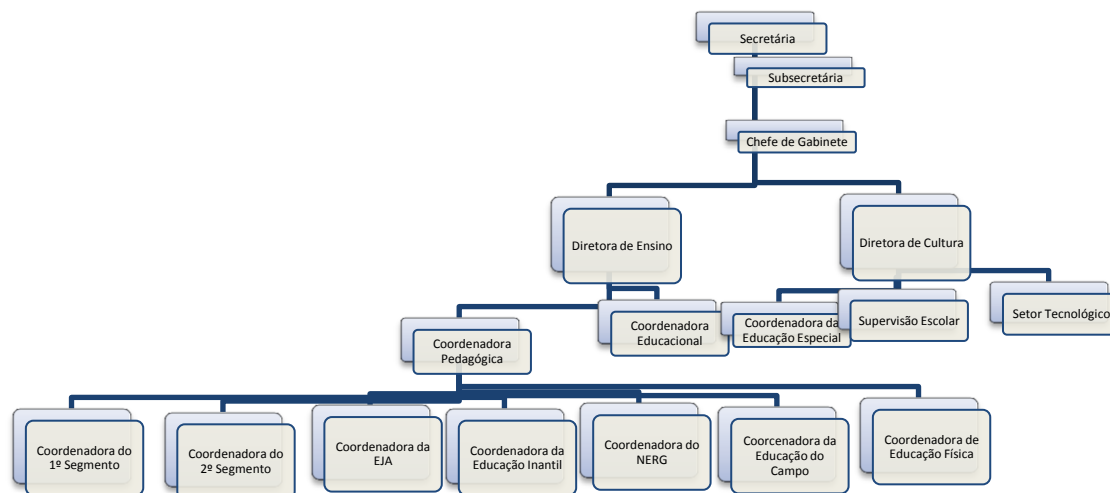 Secretária
Subsecretária
Chefe de Gabinete
Diretora de Ensino
Diretora de Cultura
Coordenadora
Educacional
Coordenadora da
Educação Especial
Supervisão Escolar
Setor Tecnológico
Coordenadora
Pedagógica
Coordenadora do
1º Segmento
Coordenadora do
2º Segmento
Coordenadora da
EJA
Coordenadora da
Educação Inantil
Coordenadora do
NERG
Coorcenadora da
Educação do
Campo
Coordenadora de
Educação Física